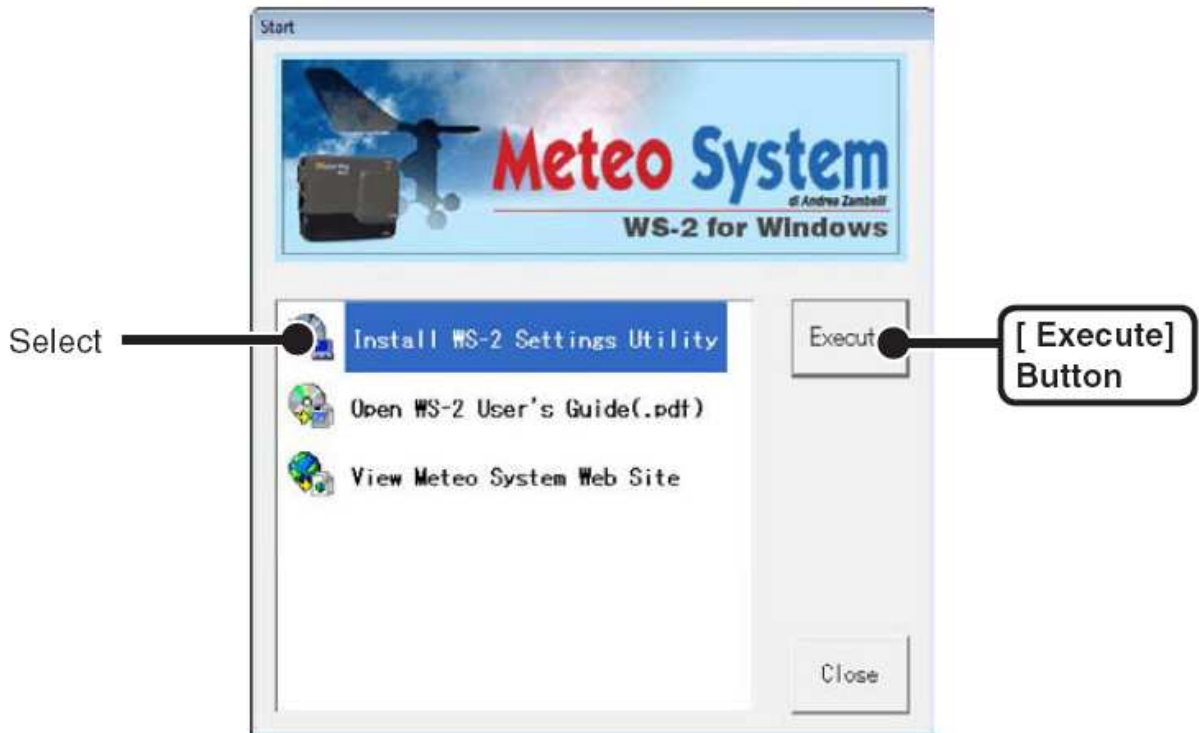 Start
Meteo System
di Andrea Zambelli
WS-2 for Windows
Select
Install WS-2 Settings Utility
Execut
[ Execute]
Button
Open WS-2 User's Guide(.pdf)
View Meteo System Web Site
Close